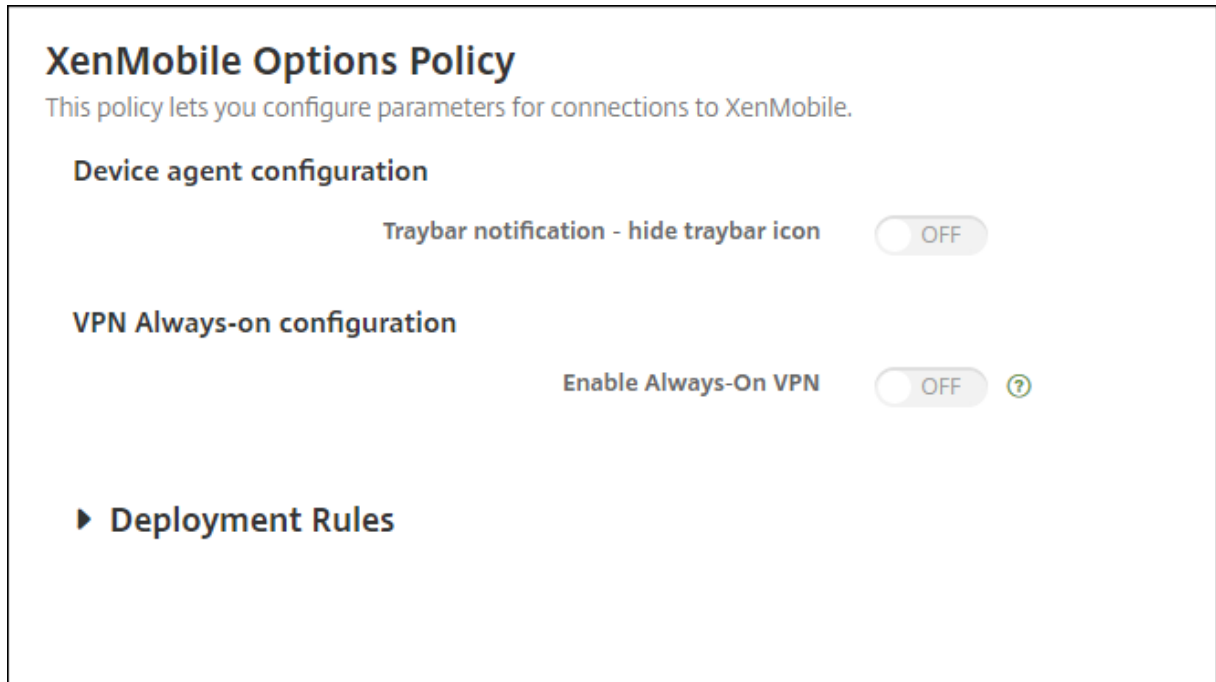 XenMobile Options Policy
This policy lets you configure parameters for connections to XenMobile.
Device agent configuration
Traybar notification - hide traybar icon OFF
VPN Always-on configuration
Enable Always-On VPN OFF ?
Deployment Rules